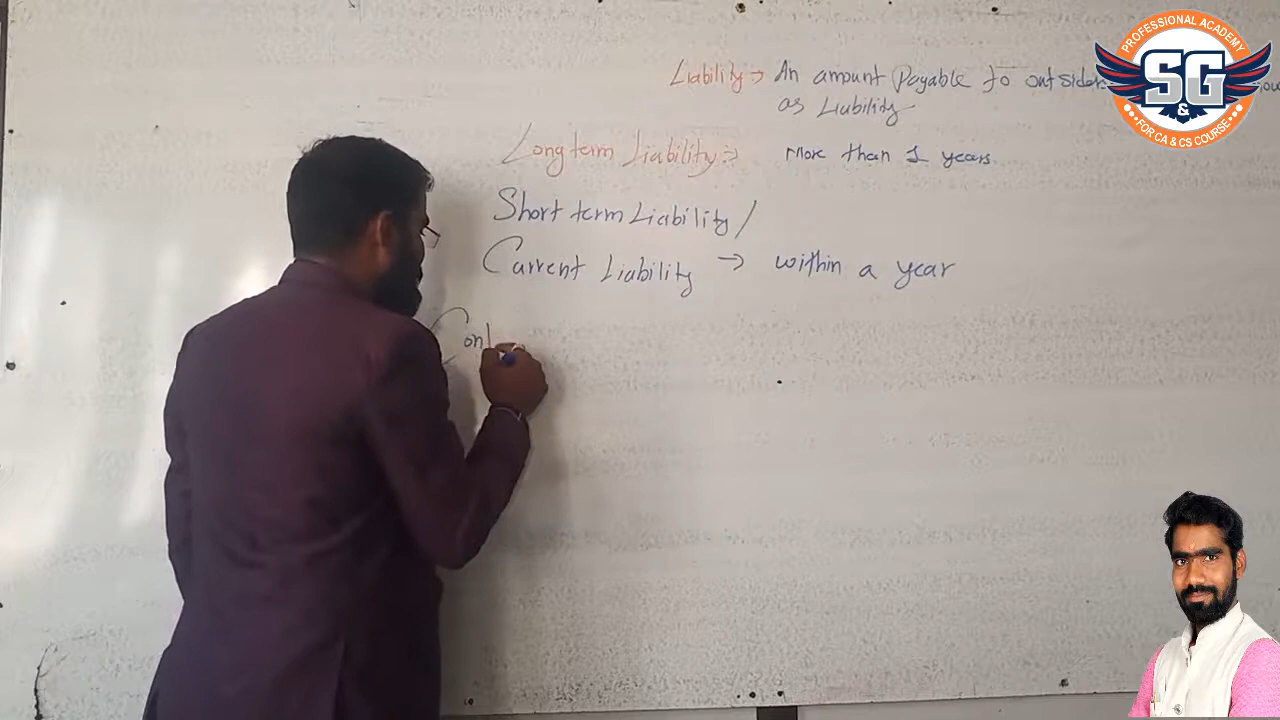 Liability → An amount Payable to outsider
as Liability
Long term Liability :→ More than 1 years
Short term Liability /
Current Liability → within a year
Con
PROFESSIONAL ACADEMY
S&G
FOR CA & CS COURSE